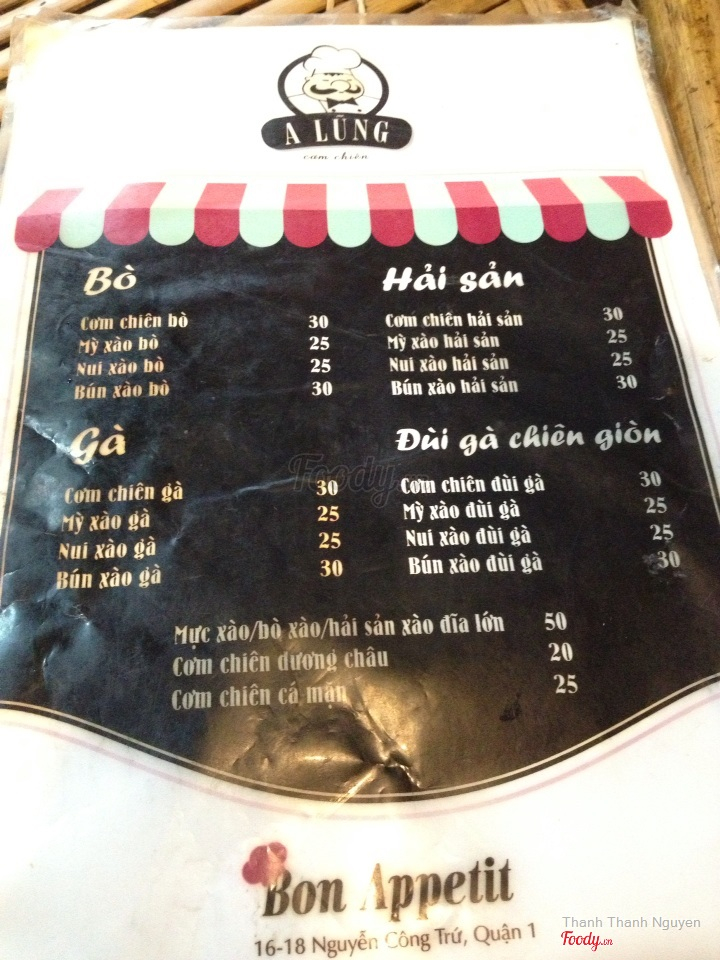 A LŨNG
cơm chiên
Bò
Cơm chiên bò 30
Mỳ xào bò 25
Nui xào bò 25
Bún xào bò 30
Hải sản
Cơm chiên hải sản 30
Mỳ xào hải sản 25
Nui xào hải sản 25
Bún xào hải sản 30
Gà
Cơm chiên gà 30
Mỳ xào gà 25
Nui xào gà 25
Bún xào gà 30
Đùi gà chiên giòn
Cơm chiên đùi gà 30
Mỳ xào đùi gà 25
Nui xào đùi gà 25
Bún xào đùi gà 30
Mực xào/bò xào/hải sản xào đĩa lớn 50
Cơm chiên dương châu 20
Cơm chiên cá mặn 25
Foody.vn
Bon Appetit
16-18 Nguyễn Công Trứ, Quận 1
Thanh Thanh Nguyen
Foody.vn